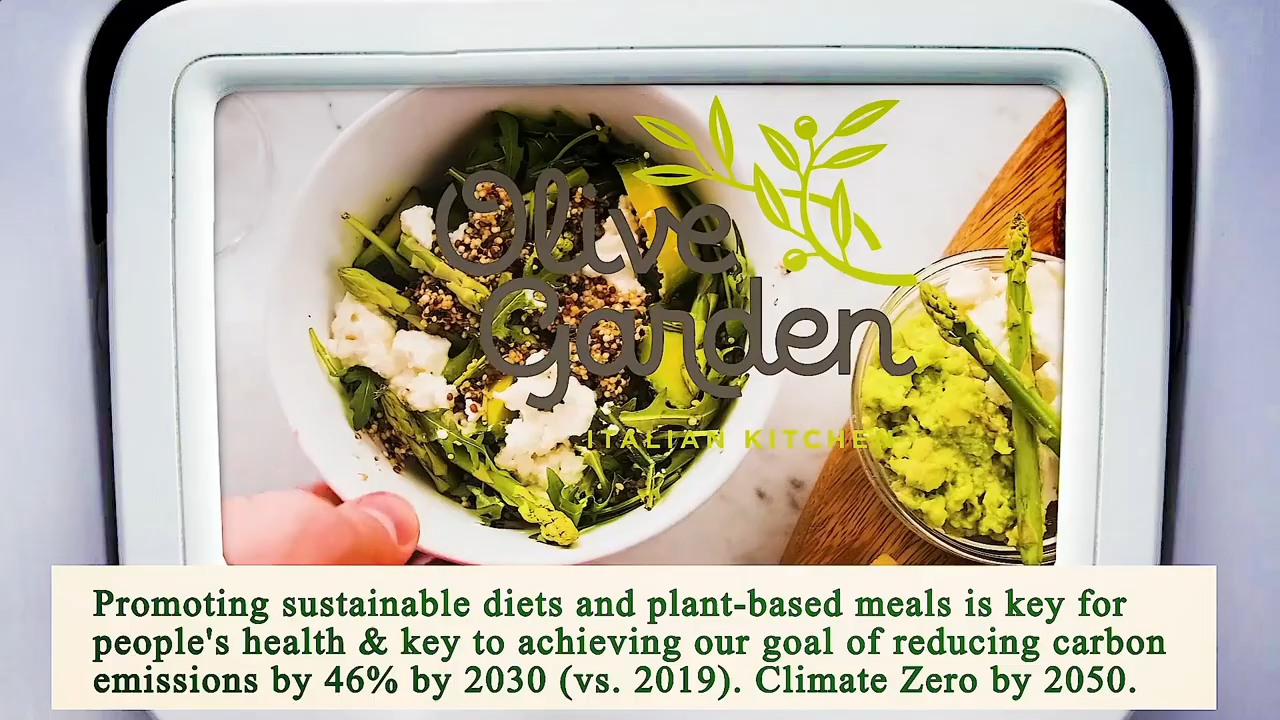 Olive
Garden
ITALIAN KITCHEN
Promoting sustainable diets and plant-based meals is key for
people's health & key to achieving our goal of reducing carbon
emissions by 46% by 2030 (vs. 2019). Climate Zero by 2050.